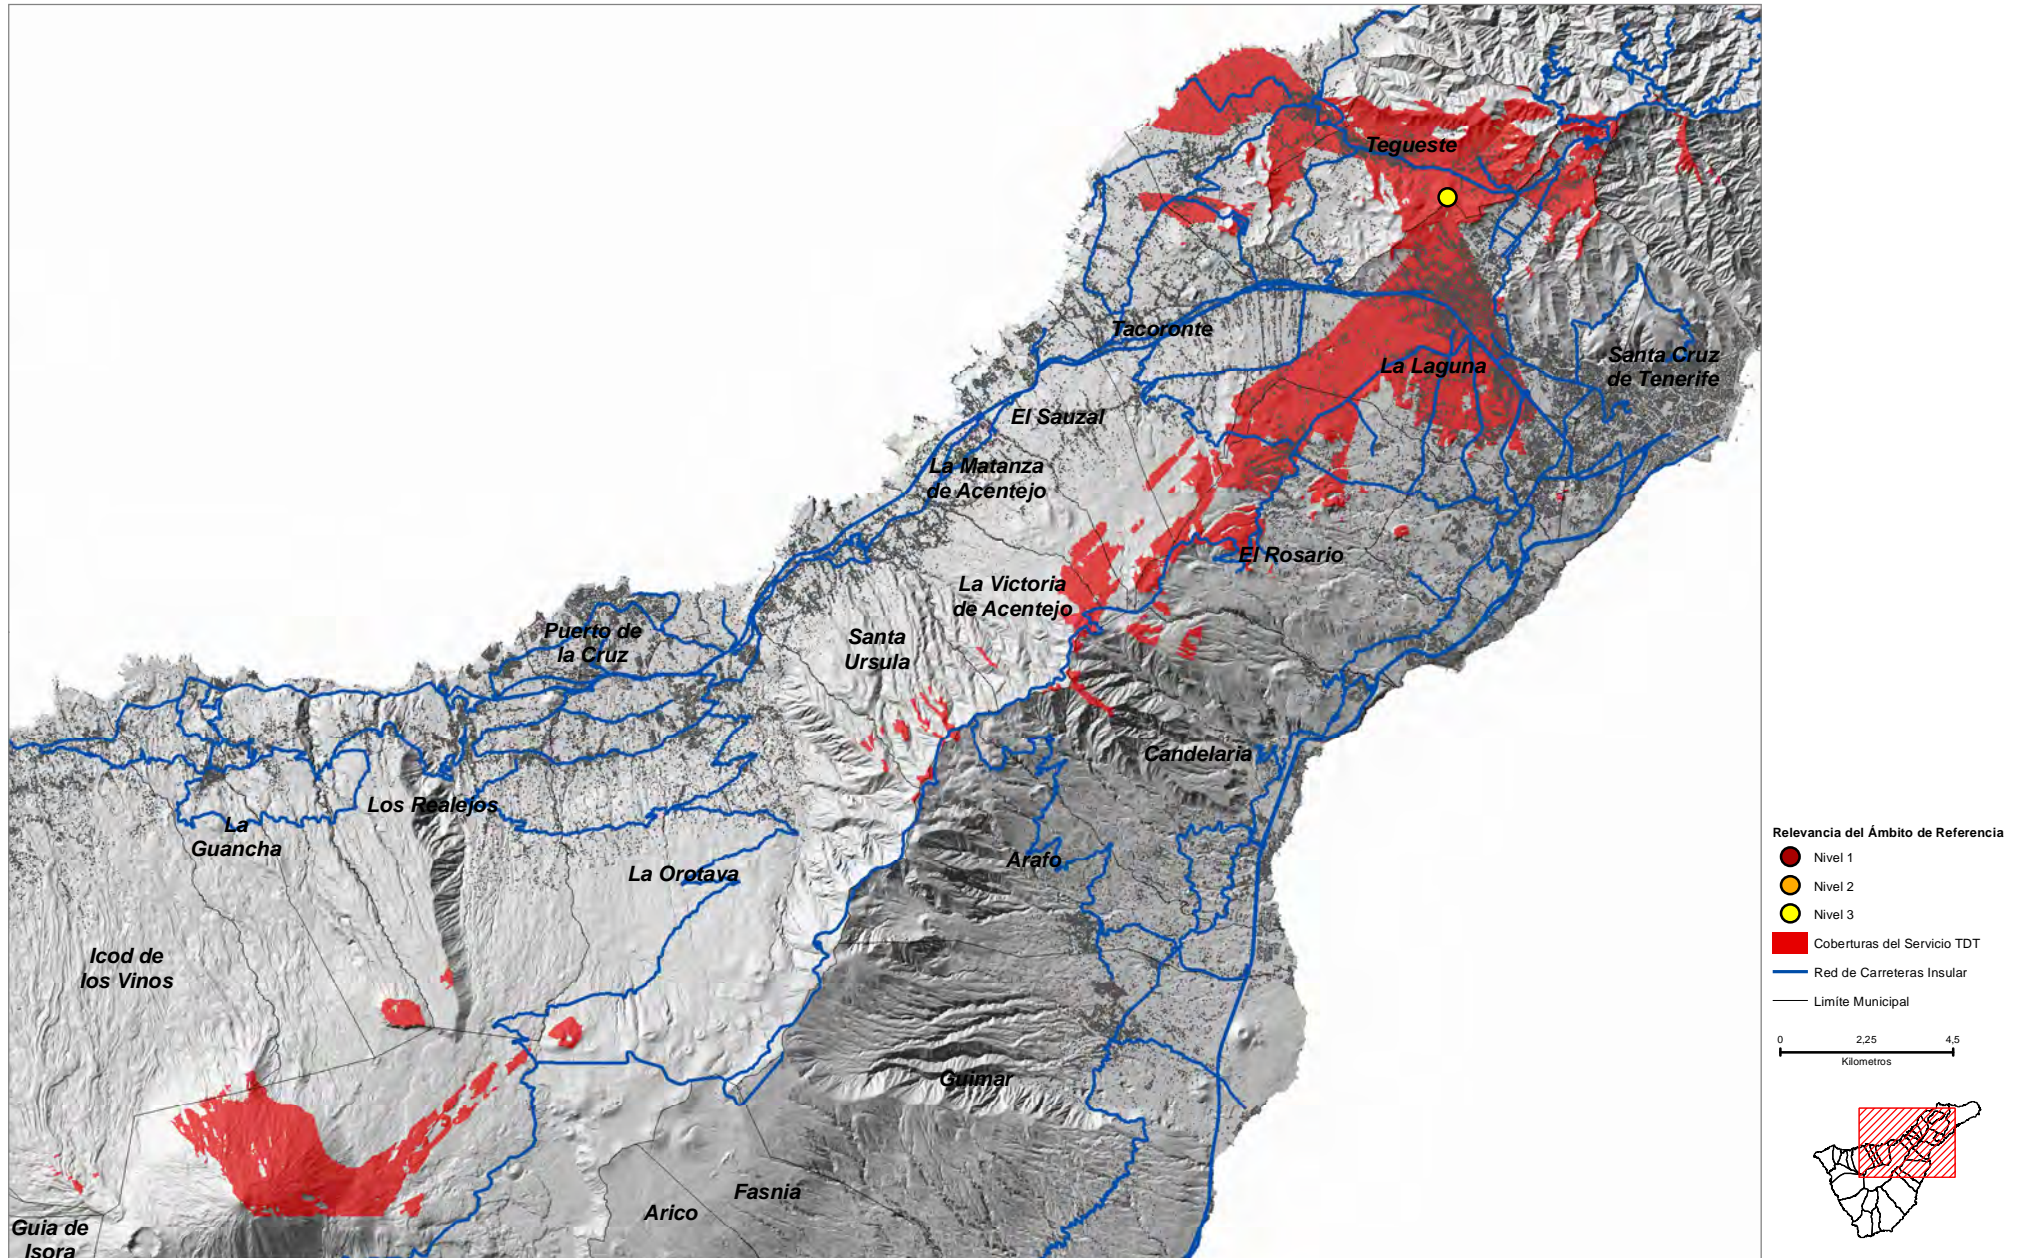 Tegueste
Tacoronte
La Laguna
Santa Cruz
de Tenerife
El Sauzal
La Matanza
de Acentejo
El Rosario
La Victoria
de Acentejo
Puerto de
la Cruz
Santa
Ursula
Candelaria
Los Realejos
La
Guancha
La Orotava
Arafo
Icod de
los Vinos
Guimar
Fasnia
Arico
Guia de
Isora
Relevancia del Ámbito de Referencia
Nivel 1
Nivel 2
Nivel 3
Coberturas del Servicio TDT
Red de Carreteras Insular
Limíte Municipal
0 2,25 4,5
Kilometros